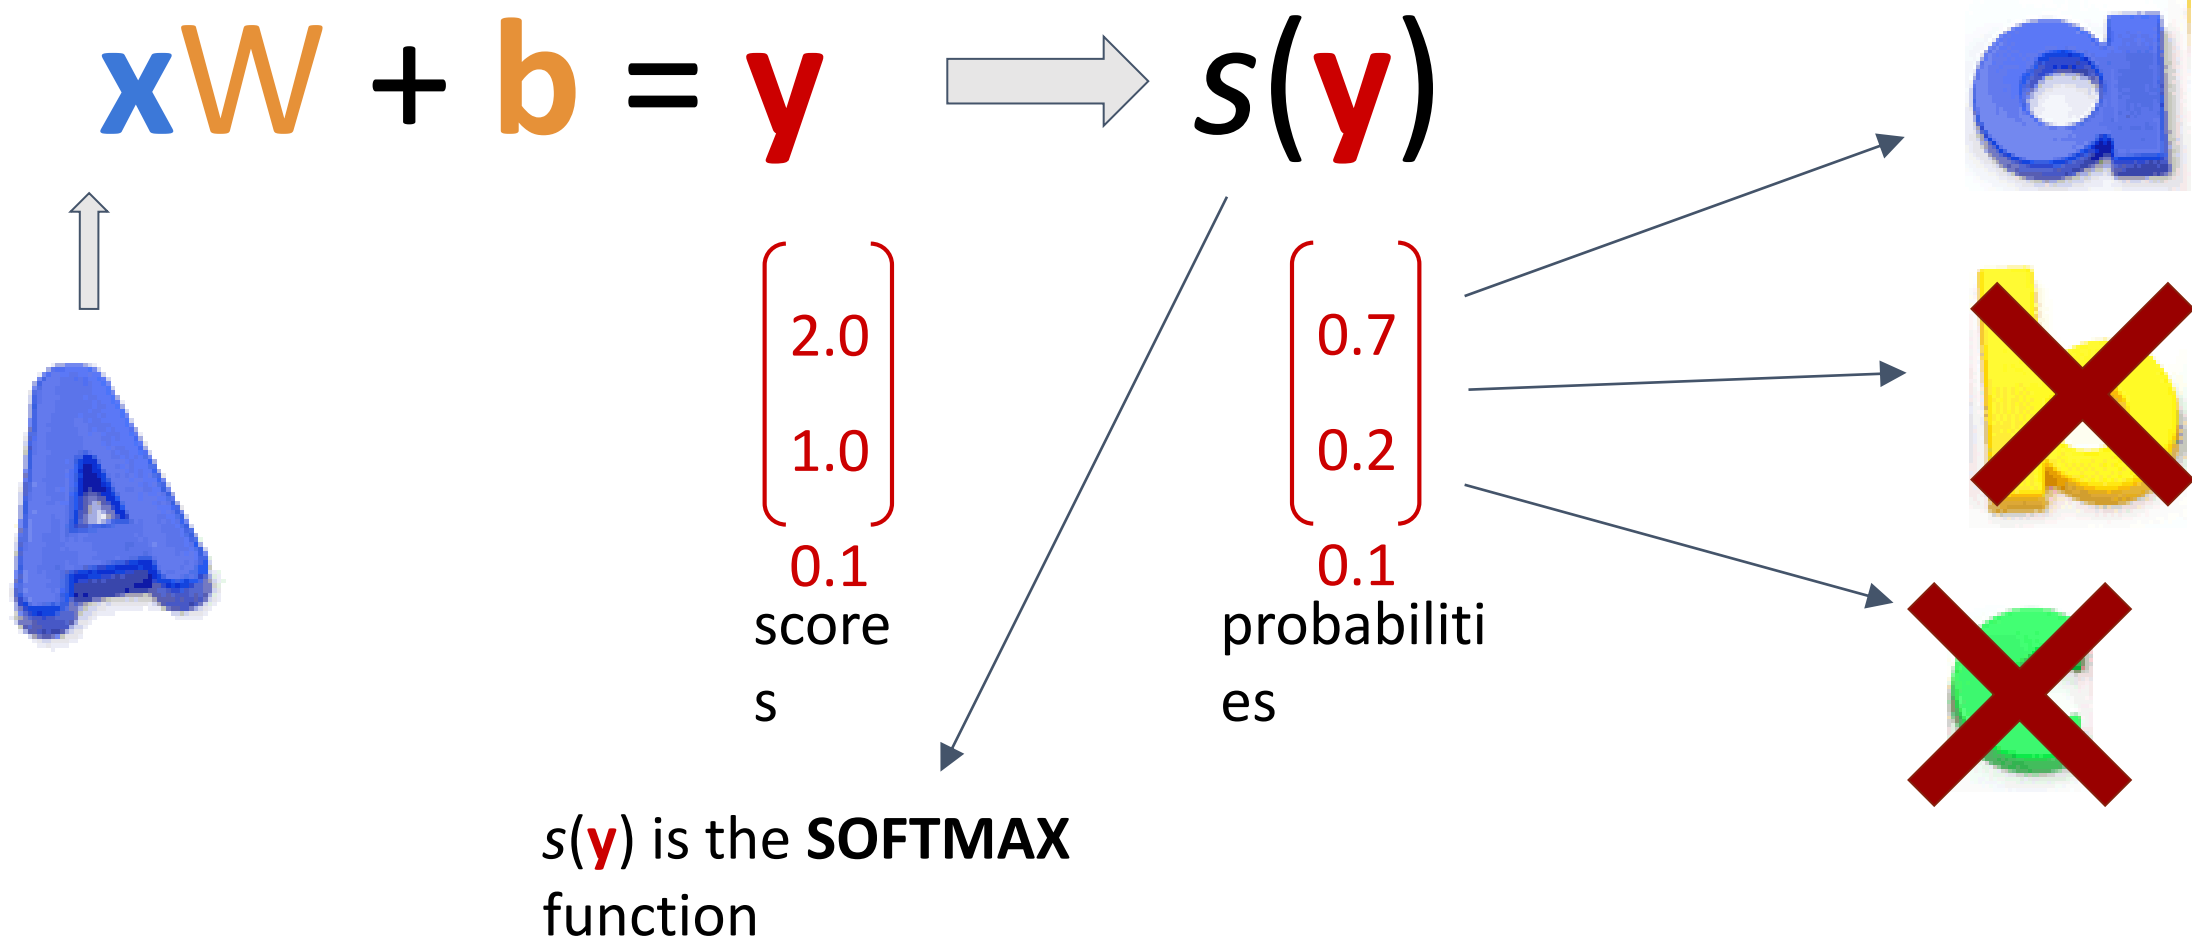 xW + b = y
s(y)
2.0
1.0
0.1
score
s
0.7
0.2
0.1
probabiliti
es
A
a
b
c
s(y) is the SOFTMAX
function